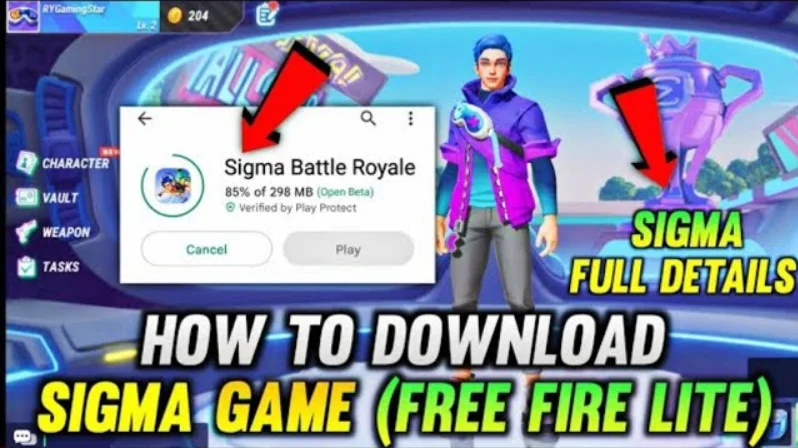 RYGamingStar
Lv. 2
204
CHARACTER
VAULT
WEAPON
TASKS
Sigma Battle Royale
85% of 298 MB (Open Beta)
Verified by Play Protect
Cancel
Play
SIGMA
FULL DETAILS
HOW TO DOWNLOAD
SIGMA GAME (FREE FIRE LITE)